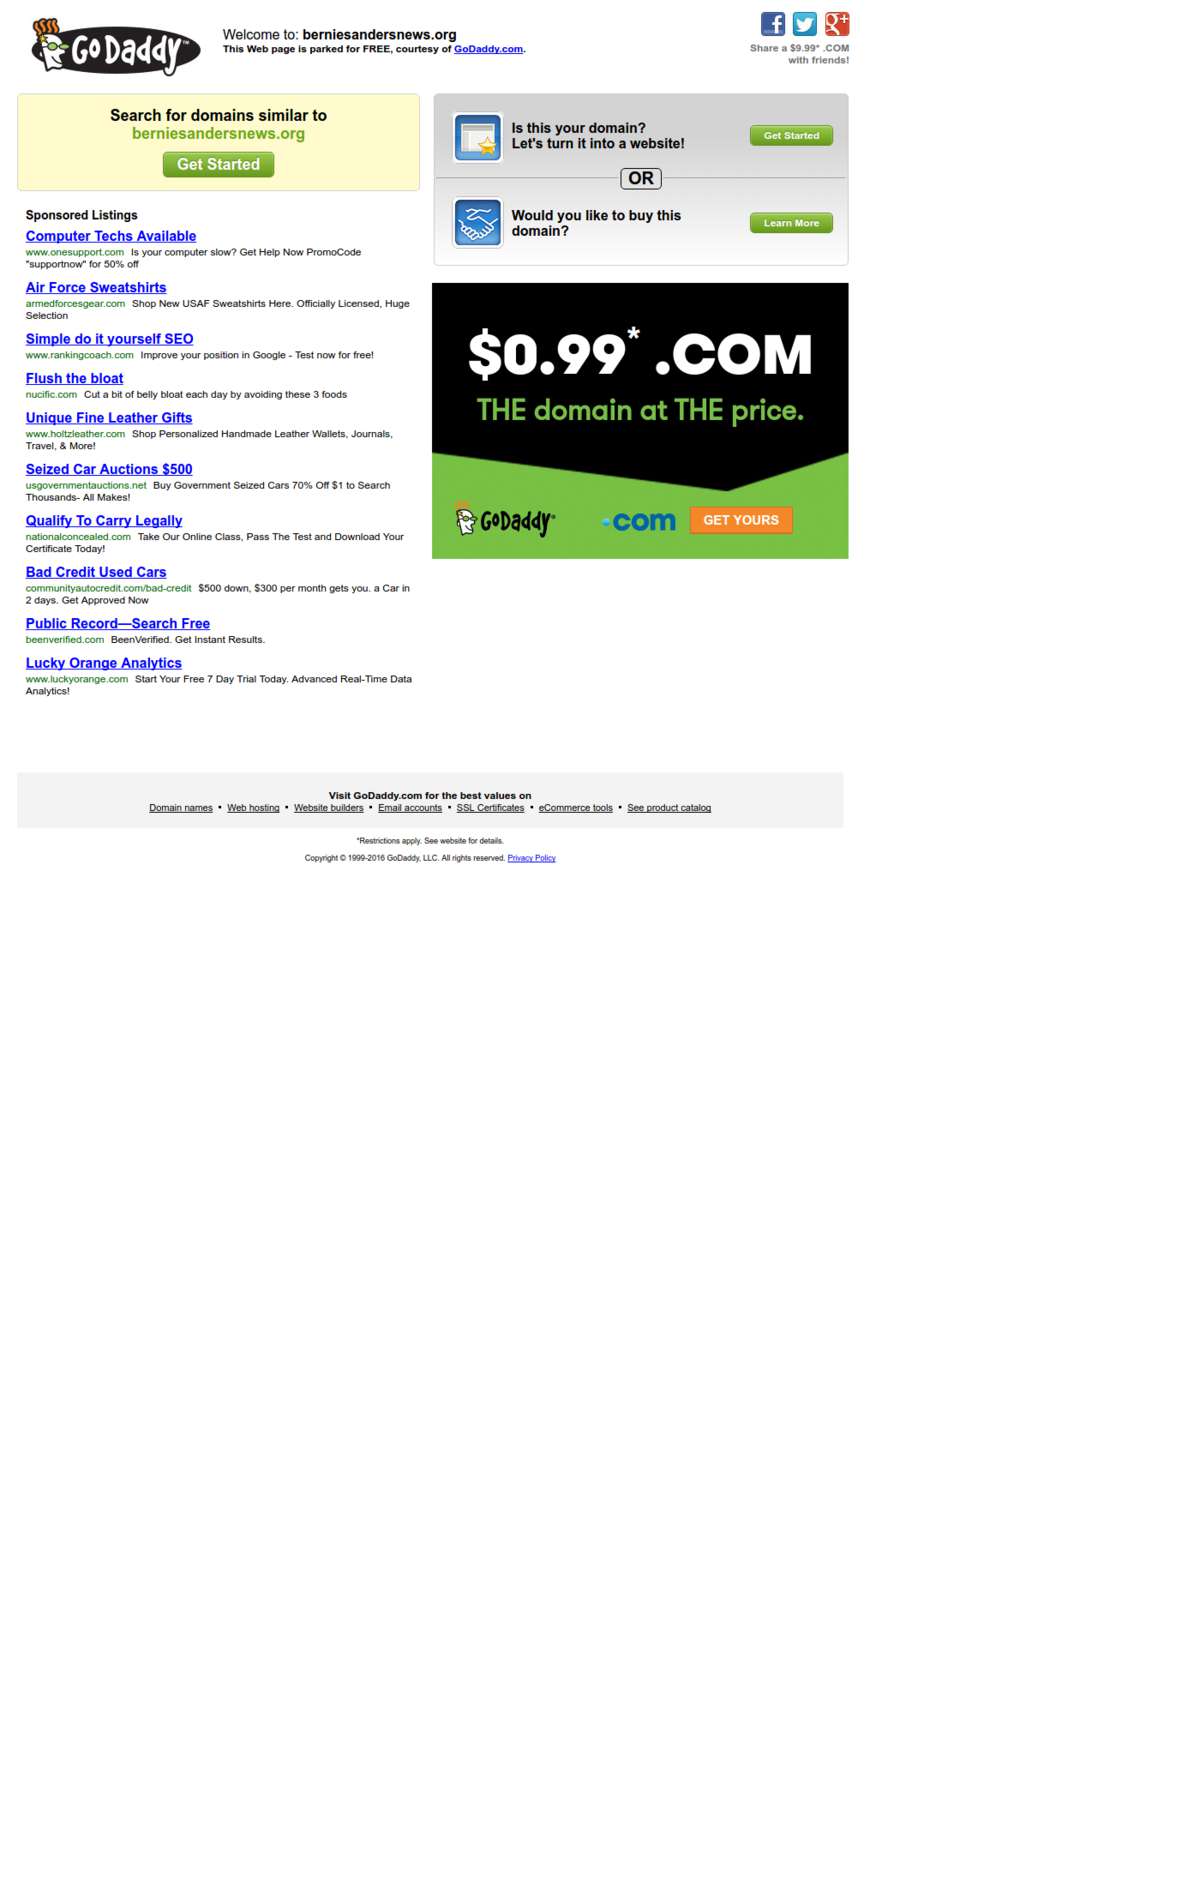 GoDaddy™
Welcome to: berniesandersnews.org
This Web page is parked for FREE, courtesy of GoDaddy.com.
Share a $9.99* .COM
with friends!
Search for domains similar to
berniesandersnews.org
Get Started
Is this your domain?
Let's turn it into a website!
Get Started
OR
Would you like to buy this
domain?
Learn More
Sponsored Listings
Computer Techs Available
www.onesupport.com Is your computer slow? Get Help Now PromoCode
"supportnow" for 50% off
Air Force Sweatshirts
armedforcesgear.com Shop New USAF Sweatshirts Here. Officially Licensed, Huge
Selection
Simple do it yourself SEO
www.rankingcoach.com Improve your position in Google - Test now for free!
Flush the bloat
nucific.com Cut a bit of belly bloat each day by avoiding these 3 foods
Unique Fine Leather Gifts
www.holtzleather.com Shop Personalized Handmade Leather Wallets, Journals,
Travel, & More!
Seized Car Auctions $500
usgovernmentauctions.net Buy Government Seized Cars 70% Off $1 to Search
Thousands- All Makes!
Qualify To Carry Legally
nationalconcealed.com Take Our Online Class, Pass The Test and Download Your
Certificate Today!
Bad Credit Used Cars
communityautocredit.com/bad-credit $500 down, $300 per month gets you. a Car in
2 days. Get Approved Now
Public Record—Search Free
beenverified.com BeenVerified. Get Instant Results.
Lucky Orange Analytics
www.luckyorange.com Start Your Free 7 Day Trial Today. Advanced Real-Time Data
Analytics!
$0.99* .COM
THE domain at THE price.
GoDaddy®
.com
GET YOURS
Visit GoDaddy.com for the best values on
Domain names • Web hosting • Website builders • Email accounts • SSL Certificates • eCommerce tools • See product catalog
*Restrictions apply. See website for details.
Copyright © 1999-2016 GoDaddy, LLC. All rights reserved. Privacy Policy